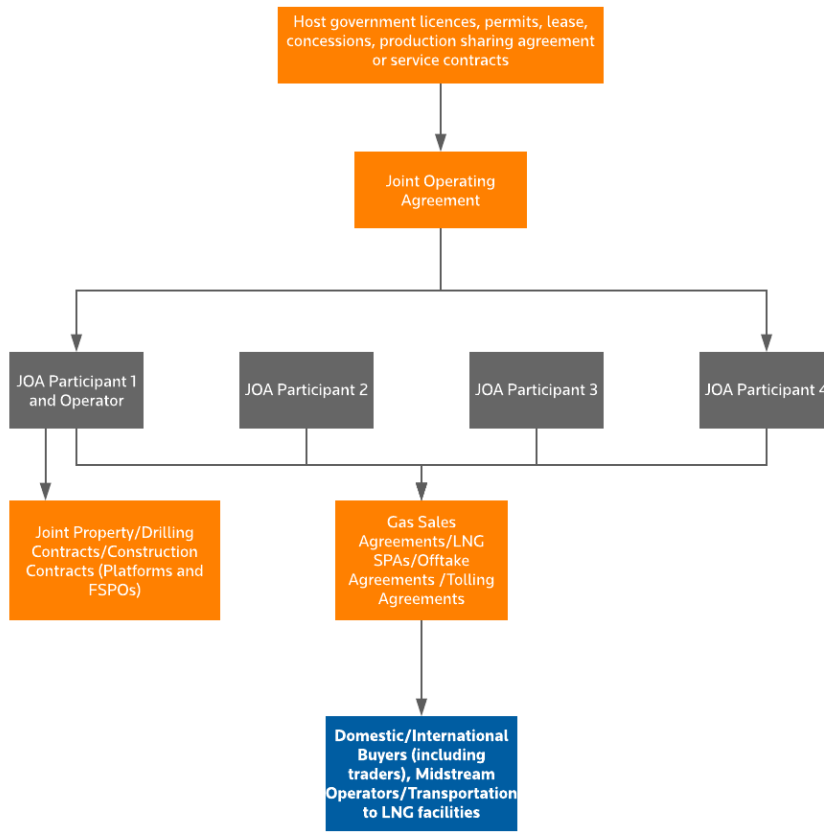 Host government licences, permits, lease,
concessions, production sharing agreement
or service contracts
Joint Operating
Agreement
JOA Participant 1
and Operator
JOA Participant 2
JOA Participant 3
JOA Participant 4
Joint Property/Drilling
Contracts/Construction
Contracts (Platforms and
FSPOs)
Gas Sales
Agreements/LNG
SPAs/Offtake
Agreements /Tolling
Agreements
Domestic/International
Buyers (including
traders), Midstream
Operators/Transportation
to LNG facilities